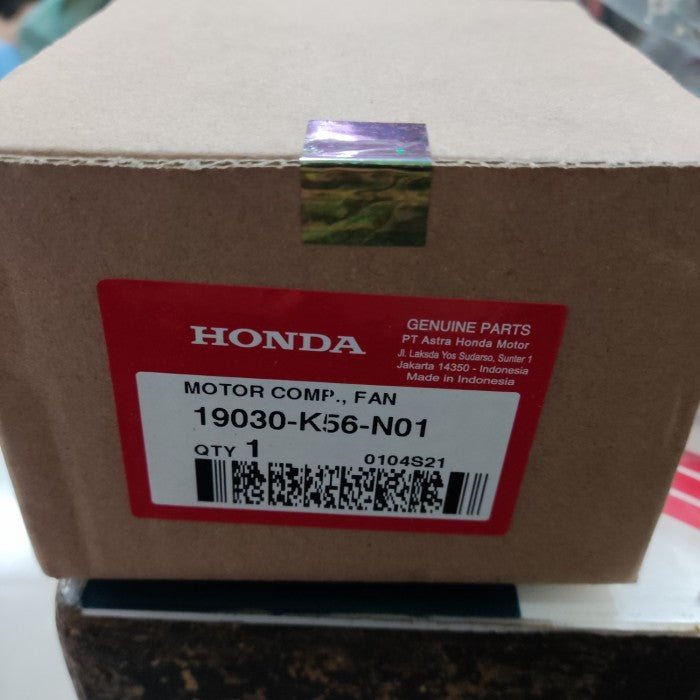 HONDA
GENUINE PARTS
PT Astra Honda Motor
Jl. Laksda Yos Sudarso, Sunter 1
Jakarta 14350 - Indonesia
Made in Indonesia
MOTOR COMP., FAN
19030-K56-N01
QTY 1
0104S21